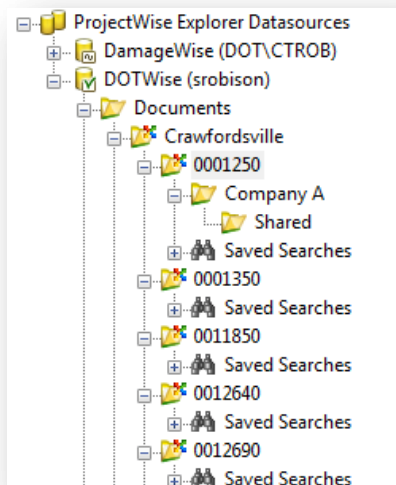 ProjectWise Explorer Datasources
DamageWise (DOT\CTROB)
DOTWise (srobison)
Documents
Crawfordsville
0001250
Company A
Shared
Saved Searches
0001350
Saved Searches
0011850
Saved Searches
0012640
Saved Searches
0012690
Saved Searches